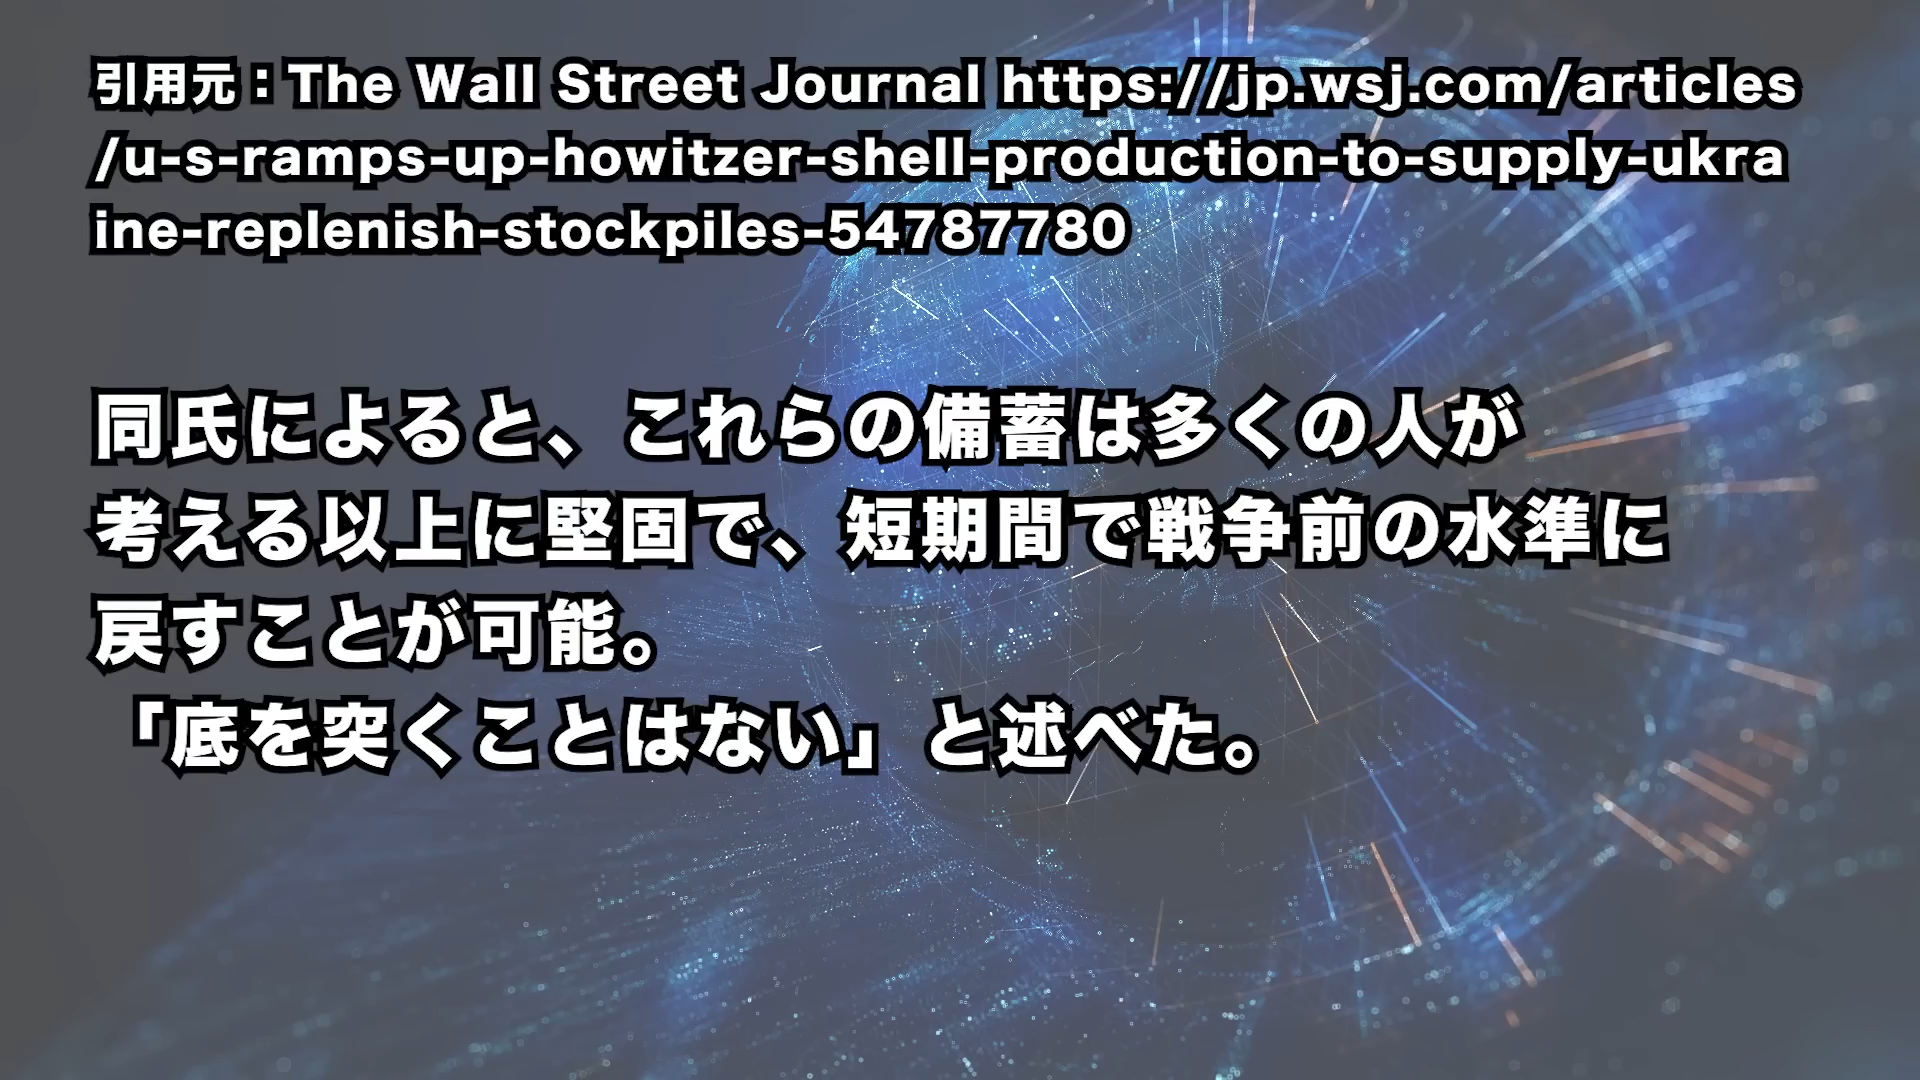 引用元：The Wall Street Journal https://jp.wsj.com/articles
/u-s-ramps-up-howitzer-shell-production-to-supply-ukra
ine-replenish-stockpiles-54787780
同氏によると、これらの備蓄は多くの人が
考える以上に堅固で、短期間で戦争前の水準に
戻すことが可能。
「底を突くことはない」と述べた。